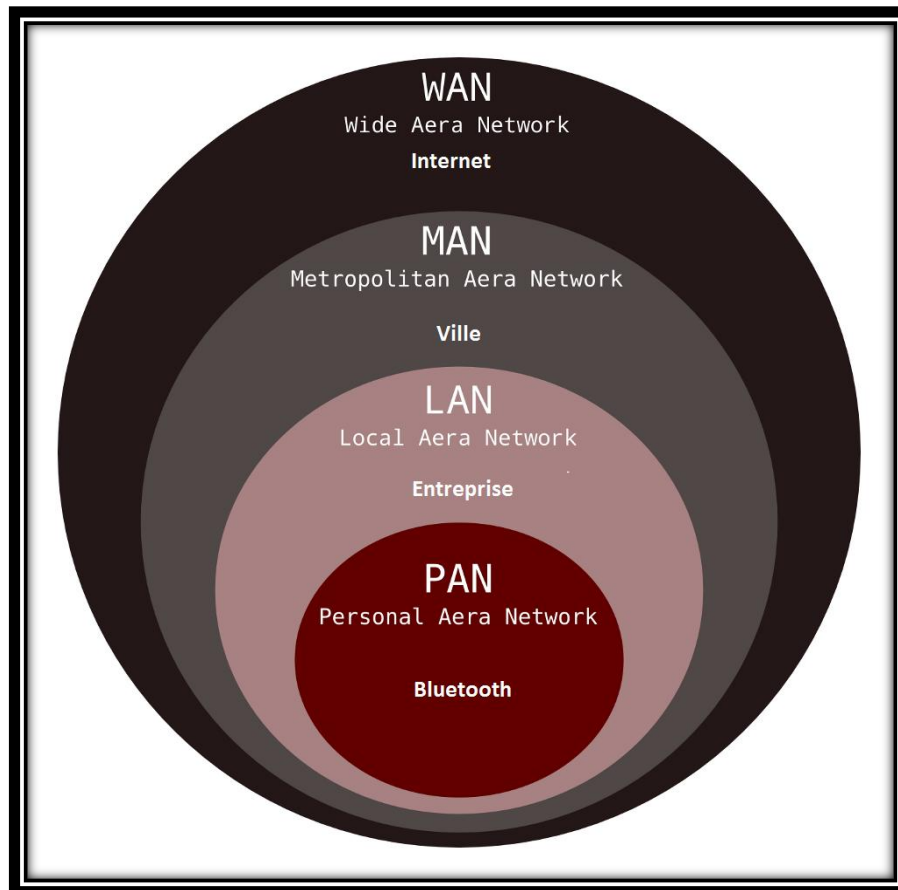 WAN
Wide Aera Network
Internet
MAN
Metropolitan Aera Network
Ville
LAN
Local Aera Network
Entreprise
PAN
Personal Aera Network
Bluetooth